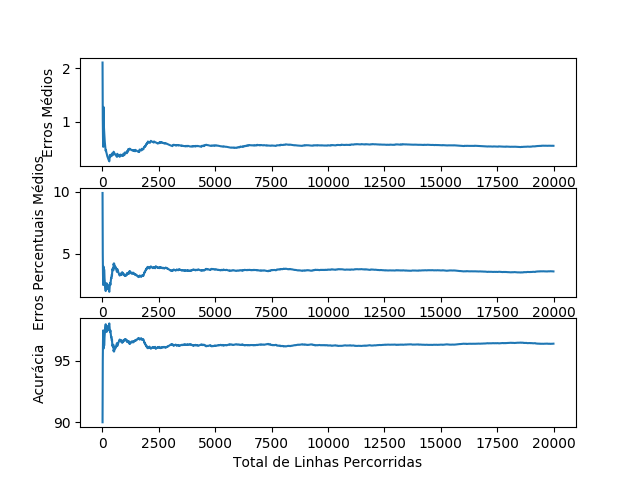 Erros Médios
2
1
0 2500 5000 7500 10000 12500 15000 17500 20000
Erros Percentuais Médios
10
5
0 2500 5000 7500 10000 12500 15000 17500 20000
Acurácia
95
90
0 2500 5000 7500 10000 12500 15000 17500 20000
Total de Linhas Percorridas